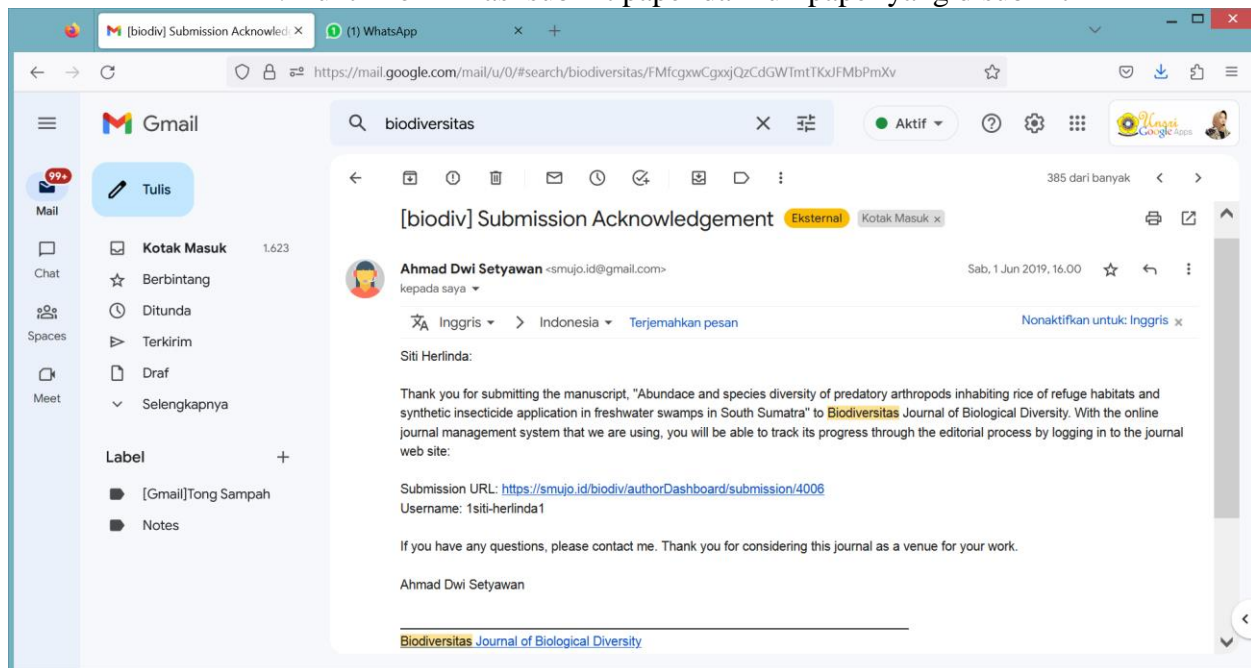 [biodiv] Submission Acknowled
(1) WhatsApp
https://mail.google.com/mail/u/0/#search/biodiversitas/FMfcgxwCgxxjQzCdGWTmtTKxJFMbPmXv
Gmail
biodiversitas
Aktif
Unsri
Google Apps
99+
Mail
Chat
Spaces
Meet
Tulis
Kotak Masuk 1.623
Berbintang
Ditunda
Terkirim
Draf
Selengkapnya
Label
[Gmail]Tong Sampah
Notes
385 dari banyak
[biodiv] Submission Acknowledgement Eksternal Kotak Masuk x
Ahmad Dwi Setyawan <smujo.id@gmail.com> Sab, 1 Jun 2019, 16.00
kepada saya
Inggris > Indonesia Terjemahkan pesan Nonaktifkan untuk: Inggris x
Siti Herlinda:
Thank you for submitting the manuscript, "Abundace and species diversity of predatory arthropods inhabiting rice of refuge habitats and
synthetic insecticide application in freshwater swamps in South Sumatra" to Biodiversitas Journal of Biological Diversity. With the online
journal management system that we are using, you will be able to track its progress through the editorial process by logging in to the journal
web site:
Submission URL: https://smujo.id/biodiv/authorDashboard/submission/4006
Username: 1siti-herlinda1
If you have any questions, please contact me. Thank you for considering this journal as a venue for your work.
Ahmad Dwi Setyawan
Biodiversitas Journal of Biological Diversity